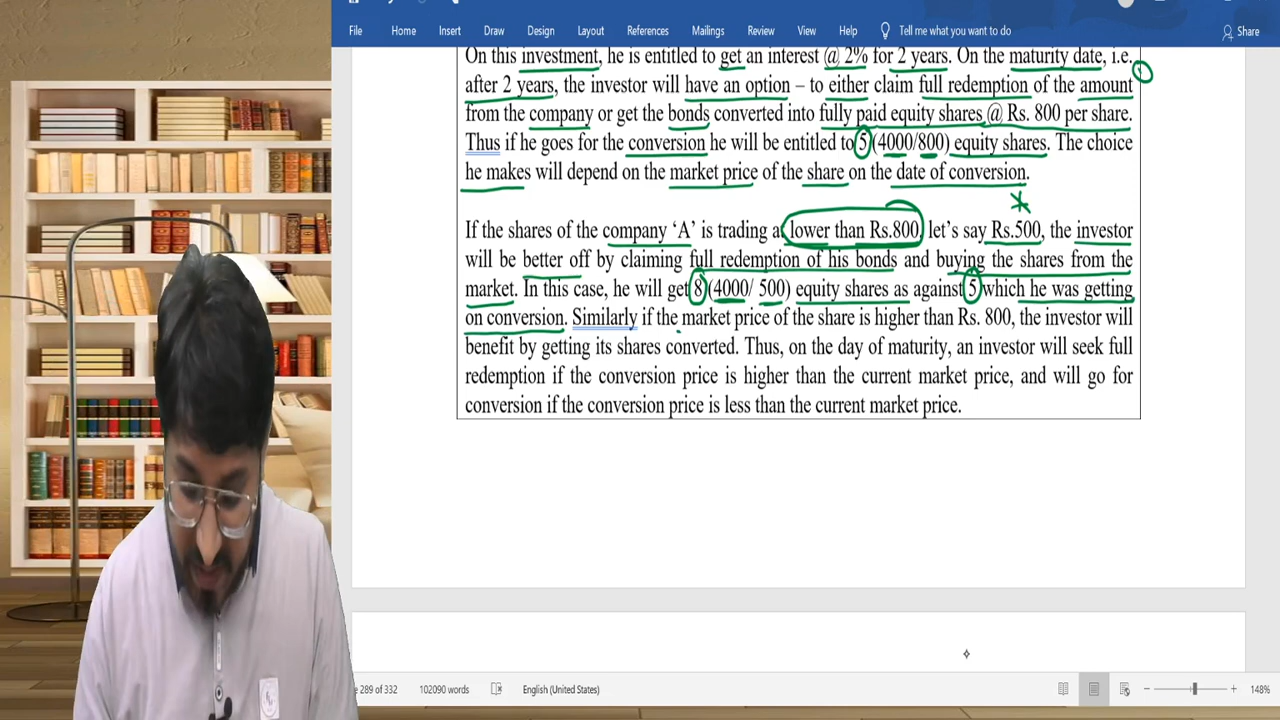 File Home Insert Draw Design Layout References Mailings Review View Help Tell me what you want to do Share
On this investment, he is entitled to get an interest @ 2% for 2 years. On the maturity date, i.e.
after 2 years, the investor will have an option – to either claim full redemption of the amount
from the company or get the bonds converted into fully paid equity shares @ Rs. 800 per share.
Thus if he goes for the conversion he will be entitled to 5 (4000/800) equity shares. The choice
he makes will depend on the market price of the share on the date of conversion.
If the shares of the company ‘A’ is trading a lower than Rs.800, let’s say Rs.500, the investor
will be better off by claiming full redemption of his bonds and buying the shares from the
market. In this case, he will get 8 (4000/ 500) equity shares as against 5 which he was getting
on conversion. Similarly if the market price of the share is higher than Rs. 800, the investor will
benefit by getting its shares converted. Thus, on the day of maturity, an investor will seek full
redemption if the conversion price is higher than the current market price, and will go for
conversion if the conversion price is less than the current market price.
e 289 of 332 102090 words English (United States) 148%